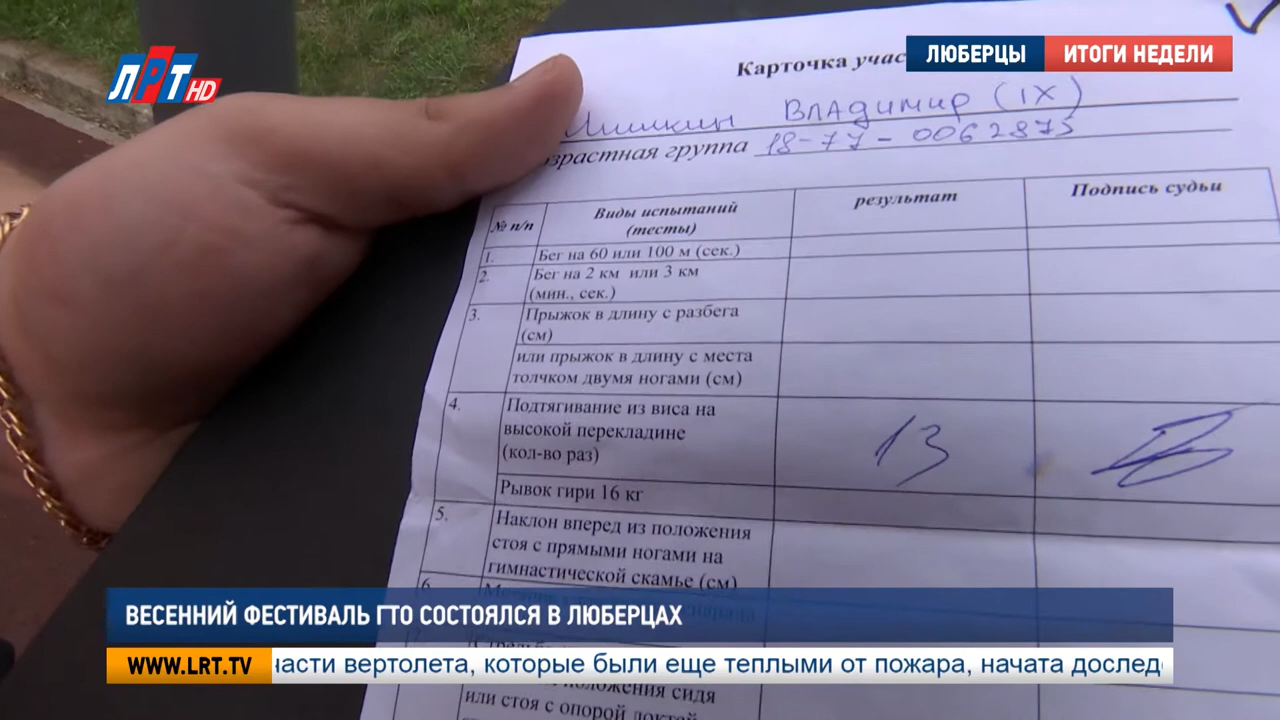 ЛРТ HD
ЛЮБЕРЦЫ ИТОГИ НЕДЕЛИ
Карточка учас
Владимир (IX)
зрастная группа 18-77-0062875
№ п/п Виды испытаний (тесты) результат Подпись судьи
1. Бег на 60 или 100 м (сек.)
2. Бег на 2 км или 3 км
(мин., сек.)
3. Прыжок в длину с разбега
(см)
или прыжок в длину с места
толчком двумя ногами (см)
4. Подтягивание из виса на
высокой перекладине
(кол-во раз) 13
Рывок гири 16 кг
5. Наклон вперед из положения
стоя с прямыми ногами на
гимнастической скамье (см)
6.
ВЕСЕННИЙ ФЕСТИВАЛЬ ГТО СОСТОЯЛСЯ В ЛЮБЕРЦАХ
WWW.LRT.TV части вертолета, которые были еще теплыми от пожара, начата доследо
положения сидя
или стоя с опорой локтей